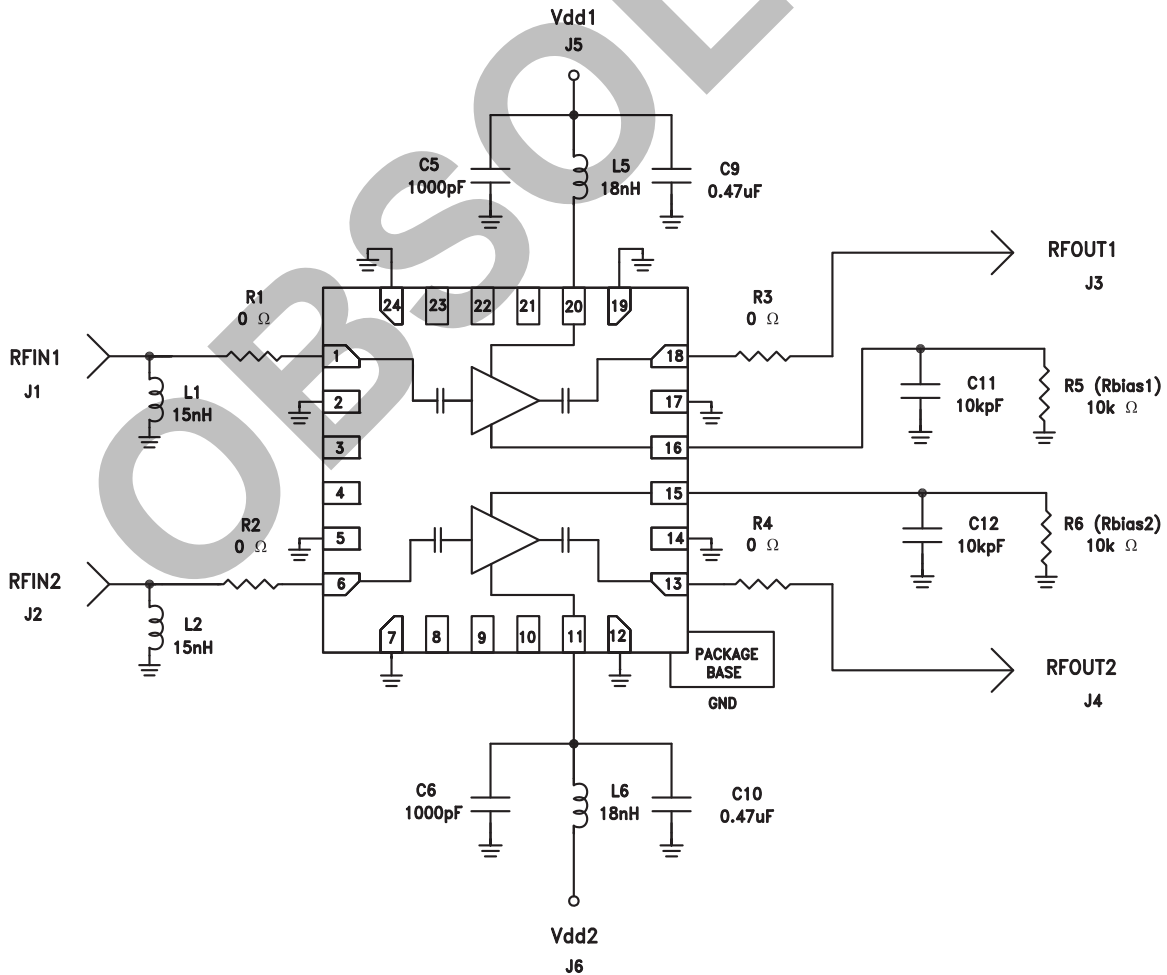 OBSOL
Vdd1
J5
C5
1000pF
L5
18nH
C9
0.47uF
RFOUT1
J3
R1
0 Ω
24
23
22
21
20
19
R3
0 Ω
RFIN1
J1
L1
15nH
1
2
3
4
5
6
18
17
16
15
14
13
C11
10kpF
R5 (Rbias1)
10k Ω
R2
0 Ω
R4
0 Ω
C12
10kpF
R6 (Rbias2)
10k Ω
RFIN2
J2
L2
15nH
7
8
9
10
11
12
PACKAGE
BASE
GND
RFOUT2
J4
C6
1000pF
L6
18nH
C10
0.47uF
Vdd2
J6